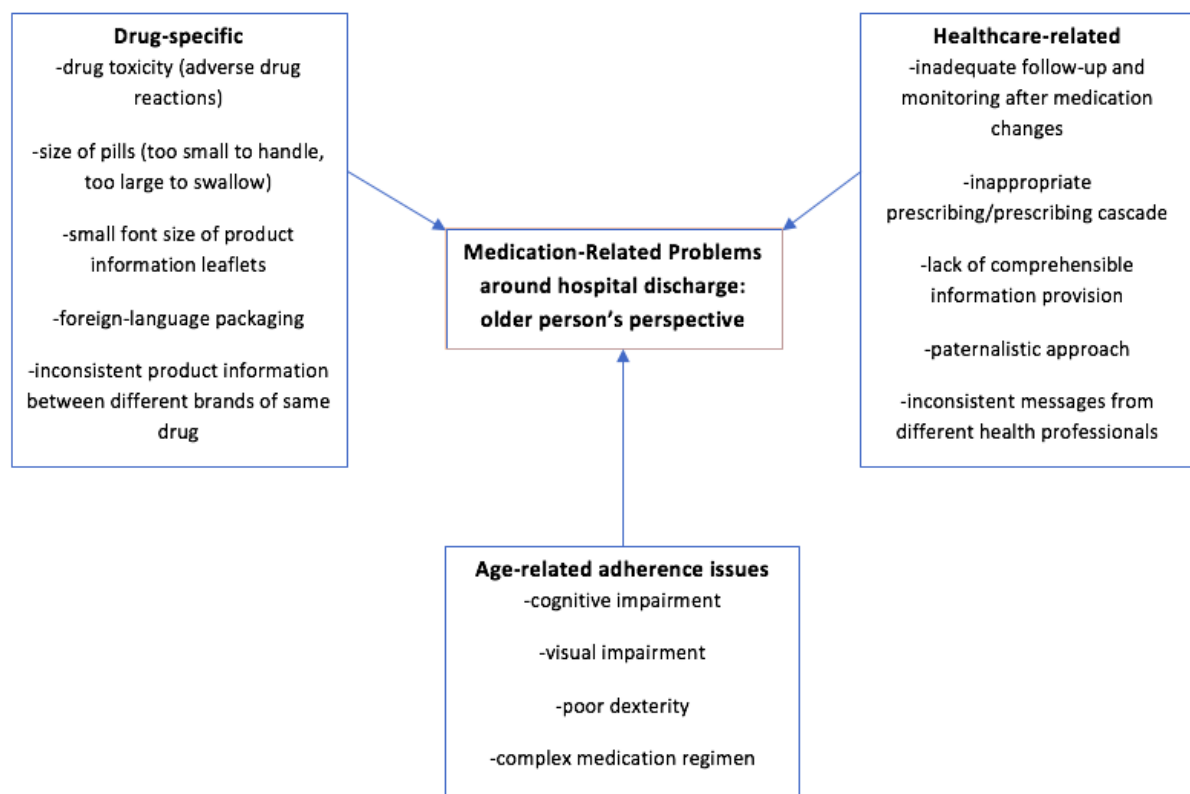 Drug-specific
-drug toxicity (adverse drug
reactions)
-size of pills (too small to handle,
too large to swallow)
-small font size of product
information leaflets
-foreign-language packaging
-inconsistent product information
between different brands of same
drug
Healthcare-related
-inadequate follow-up and
monitoring after medication
changes
-inappropriate
prescribing/prescribing cascade
-lack of comprehensible
information provision
-paternalistic approach
-inconsistent messages from
different health professionals
Medication-Related Problems
around hospital discharge:
older person’s perspective
Age-related adherence issues
-cognitive impairment
-visual impairment
-poor dexterity
-complex medication regimen